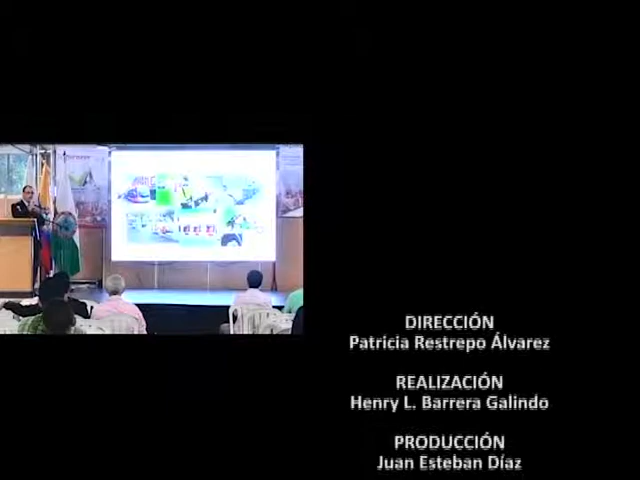 DIRECCIÓN
Patricia Restrepo Álvarez
REALIZACIÓN
Henry L. Barrera Galindo
PRODUCCIÓN
Juan Esteban Díaz